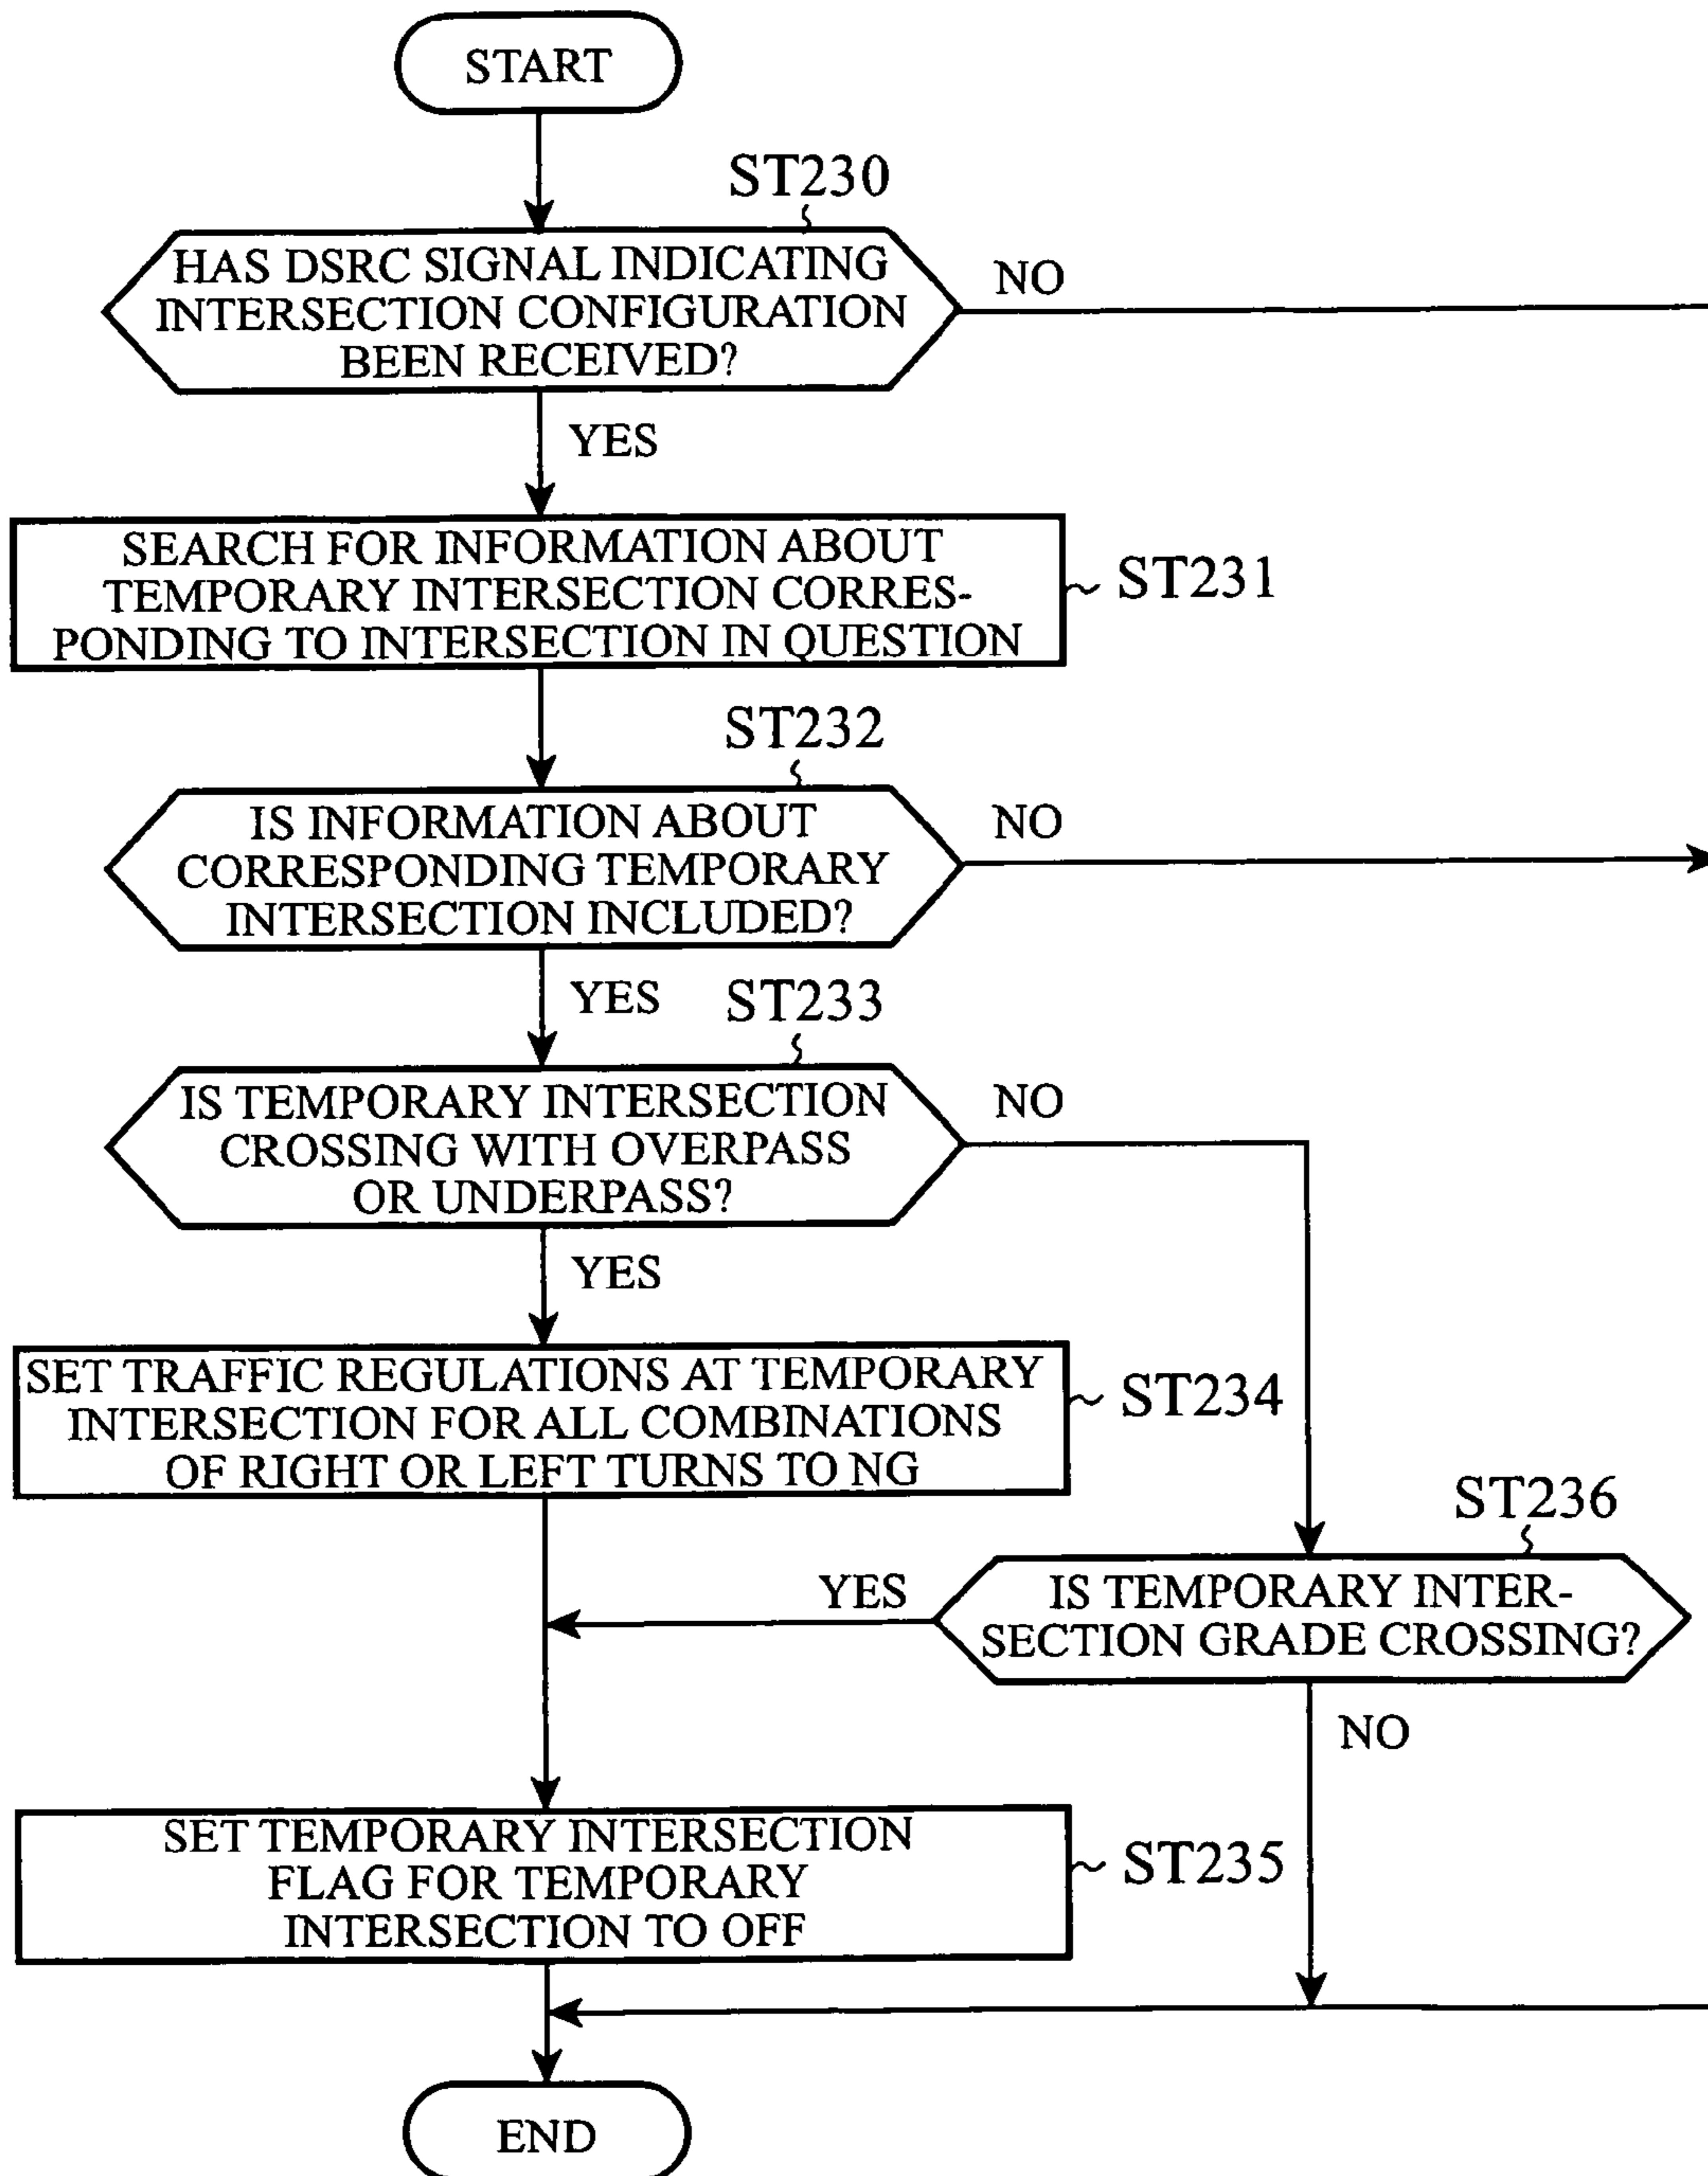 START
ST230
HAS DSRC SIGNAL INDICATING
INTERSECTION CONFIGURATION
BEEN RECEIVED?
NO
YES
SEARCH FOR INFORMATION ABOUT
TEMPORARY INTERSECTION CORRES-
PONDING TO INTERSECTION IN QUESTION
ST231
ST232
IS INFORMATION ABOUT
CORRESPONDING TEMPORARY
INTERSECTION INCLUDED?
NO
YES
ST233
IS TEMPORARY INTERSECTION
CROSSING WITH OVERPASS
OR UNDERPASS?
NO
YES
SET TRAFFIC REGULATIONS AT TEMPORARY
INTERSECTION FOR ALL COMBINATIONS
OF RIGHT OR LEFT TURNS TO NG
ST234
ST236
IS TEMPORARY INTER-
SECTION GRADE CROSSING?
YES
NO
SET TEMPORARY INTERSECTION
FLAG FOR TEMPORARY
INTERSECTION TO OFF
ST235
END